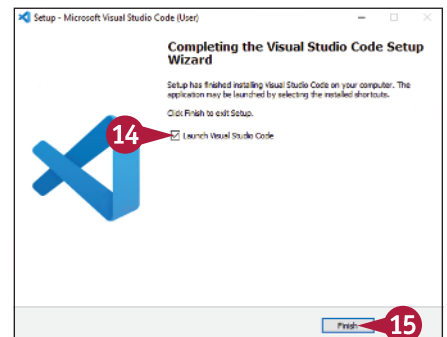 Setup - Microsoft Visual Studio Code (User)
Completing the Visual Studio Code Setup
Wizard
Setup has finished installing Visual Studio Code on your computer. The
application may be launched by selecting the installed shortcuts.
Click Finish to exit Setup.
14
Launch Visual Studio Code
Finish
15